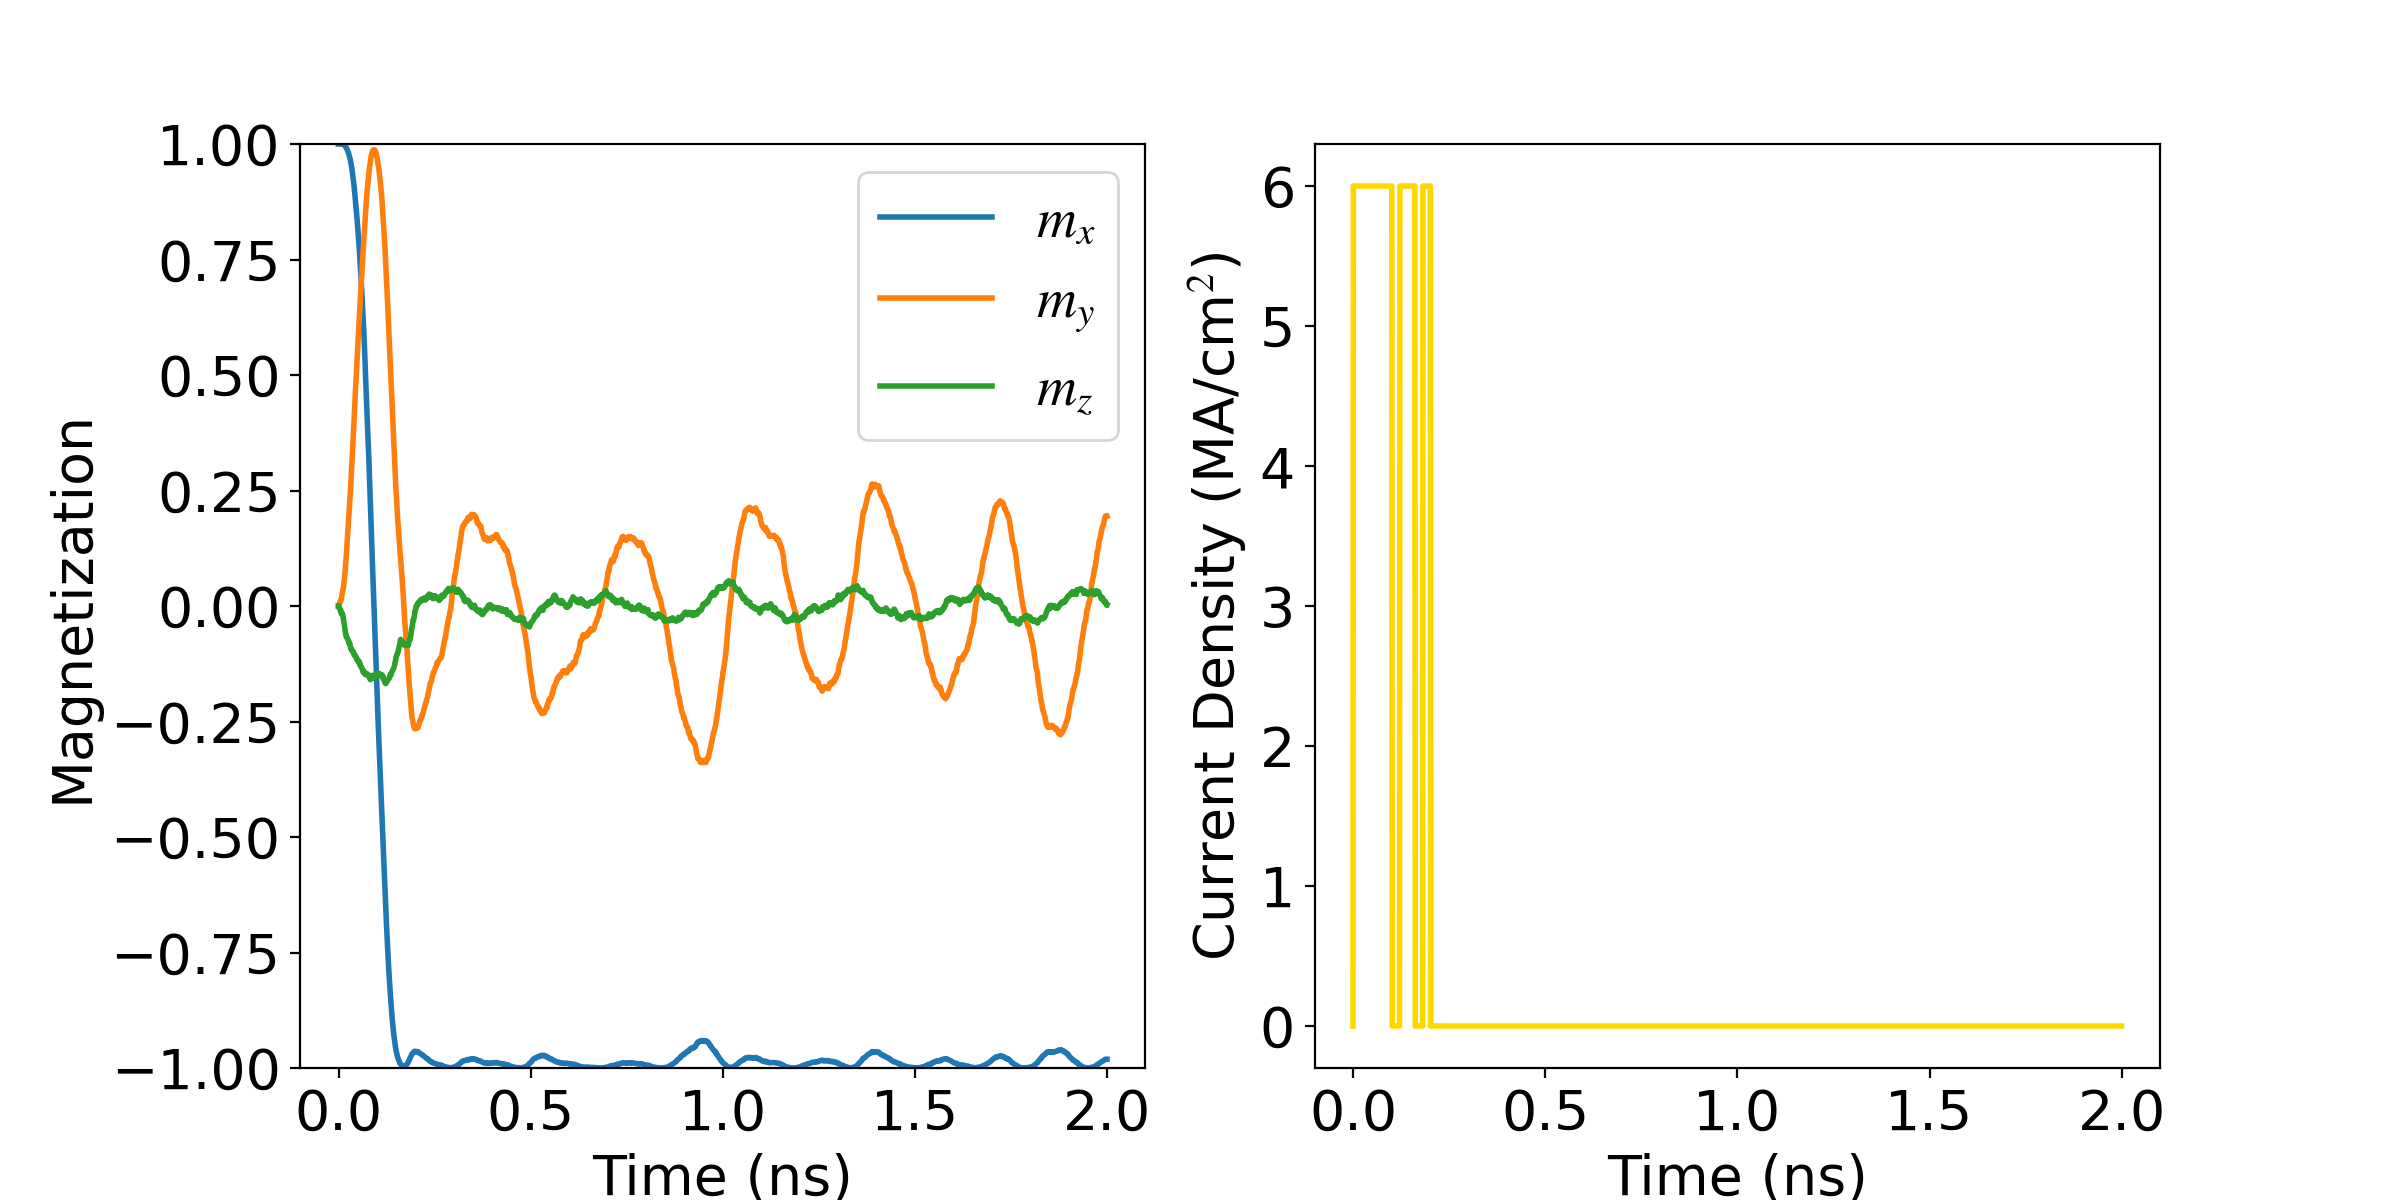 Magnetization
1.00
0.75
0.50
0.25
0.00
−0.25
−0.50
−0.75
−1.00
0.0 0.5 1.0 1.5 2.0
Time (ns)
m_x
m_y
m_z
Current Density (MA/cm²)
6
5
4
3
2
1
0
0.0 0.5 1.0 1.5 2.0
Time (ns)